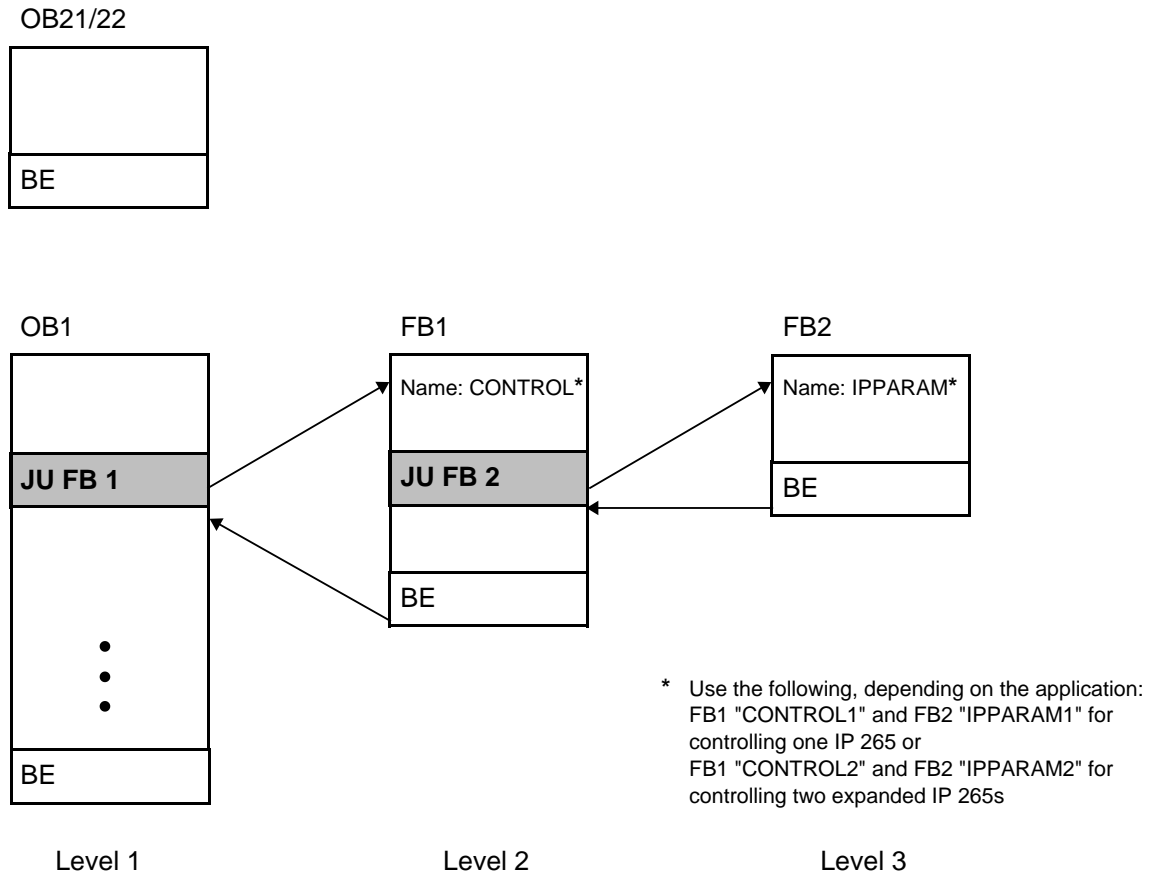 OB21/22
BE
OB1
FB1
FB2
Name: CONTROL*
Name: IPPARAM*
JU FB 1
JU FB 2
BE
BE
•
•
•
BE
* Use the following, depending on the application:
FB1 "CONTROL1" and FB2 "IPPARAM1" for
controlling one IP 265 or
FB1 "CONTROL2" and FB2 "IPPARAM2" for
controlling two expanded IP 265s
Level 1
Level 2
Level 3